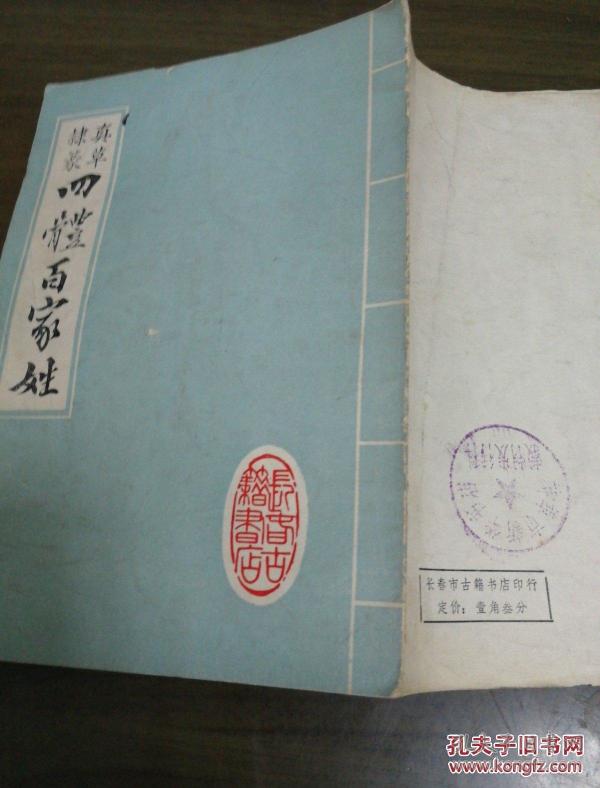 真草
隸篆
四體百家姓
長春古
籍書店
长春市古籍书店印行
定价：壹角叁分
孔夫子旧书网
www.kongfz.com